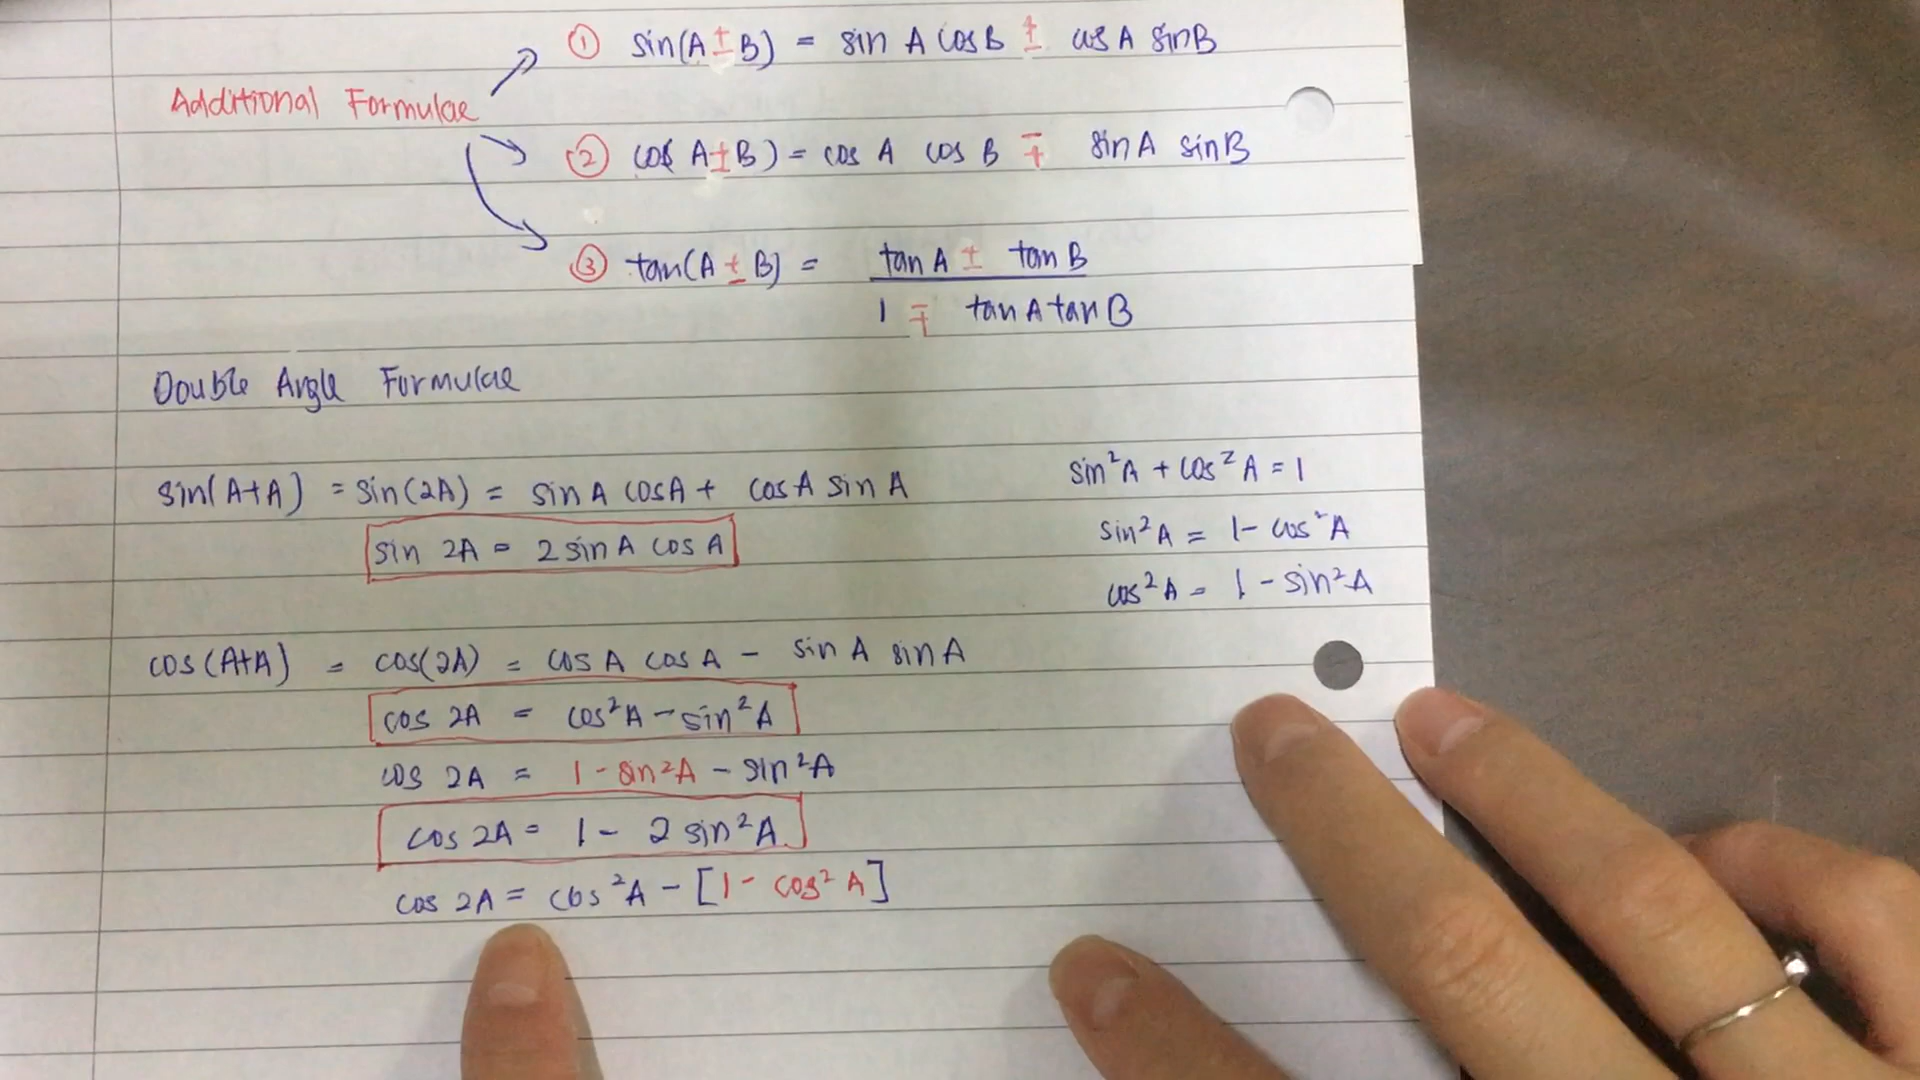 ① sin(A ± B) = sin A cos B ± cos A sin B
Additional Formulae
② cos(A ± B) = cos A cos B ∓ sin A sin B
③ tan(A ± B) = tan A ± tan B
1 ∓ tan A tan B
Double Angle Formulae
sin(A+A) = sin(2A) = sin A cos A + cos A sin A
sin 2A = 2 sin A cos A
sin²A + cos²A = 1
sin²A = 1 - cos²A
cos²A = 1 - sin²A
cos(A+A) = cos(2A) = cos A cos A - sin A sin A
cos 2A = cos²A - sin²A
cos 2A = 1 - sin²A - sin²A
cos 2A = 1 - 2 sin²A
cos 2A = cos²A - [1 - cos²A]